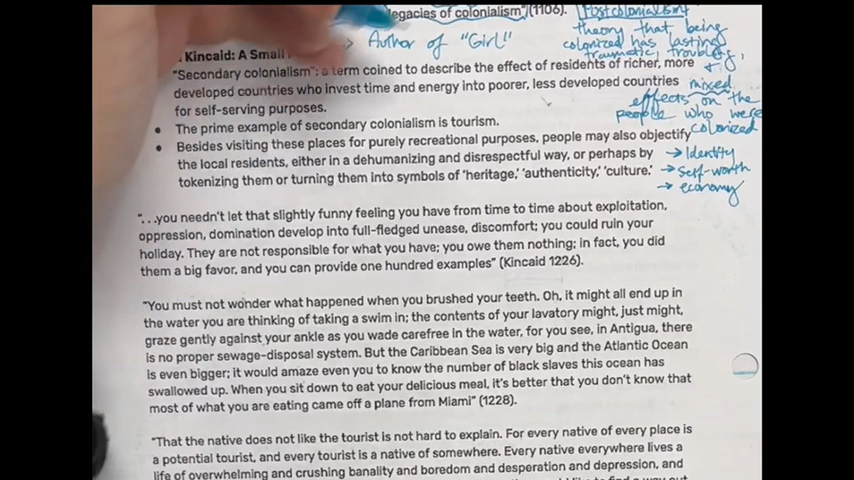 legacies of colonialism" (1106).
Postcolonialism:
theory that being
colonized has lasting
traumatic, troubling,
+
mixed
effects on the
people who were
colonized
→ Identity
→ self-worth
→ economy
→ Author of "Girl"
Kincaid: A Small
"Secondary colonialism": a term coined to describe the effect of residents of richer, more
developed countries who invest time and energy into poorer, less developed countries
for self-serving purposes.
• The prime example of secondary colonialism is tourism.
• Besides visiting these places for purely recreational purposes, people may also objectify
the local residents, either in a dehumanizing and disrespectful way, or perhaps by
tokenizing them or turning them into symbols of 'heritage,' 'authenticity,' 'culture.'
"...you needn't let that slightly funny feeling you have from time to time about exploitation,
oppression, domination develop into full-fledged unease, discomfort; you could ruin your
holiday. They are not responsible for what you have; you owe them nothing; in fact, you did
them a big favor, and you can provide one hundred examples" (Kincaid 1226).
"You must not wonder what happened when you brushed your teeth. Oh, it might all end up in
the water you are thinking of taking a swim in; the contents of your lavatory might, just might,
graze gently against your ankle as you wade carefree in the water, for you see, in Antigua, there
is no proper sewage-disposal system. But the Caribbean Sea is very big and the Atlantic Ocean
is even bigger; it would amaze even you to know the number of black slaves this ocean has
swallowed up. When you sit down to eat your delicious meal, it's better that you don't know that
most of what you are eating came off a plane from Miami" (1228).
"That the native does not like the tourist is not hard to explain. For every native of every place is
a potential tourist, and every tourist is a native of somewhere. Every native everywhere lives a
life of overwhelming and crushing banality and boredom and desperation and depression, and